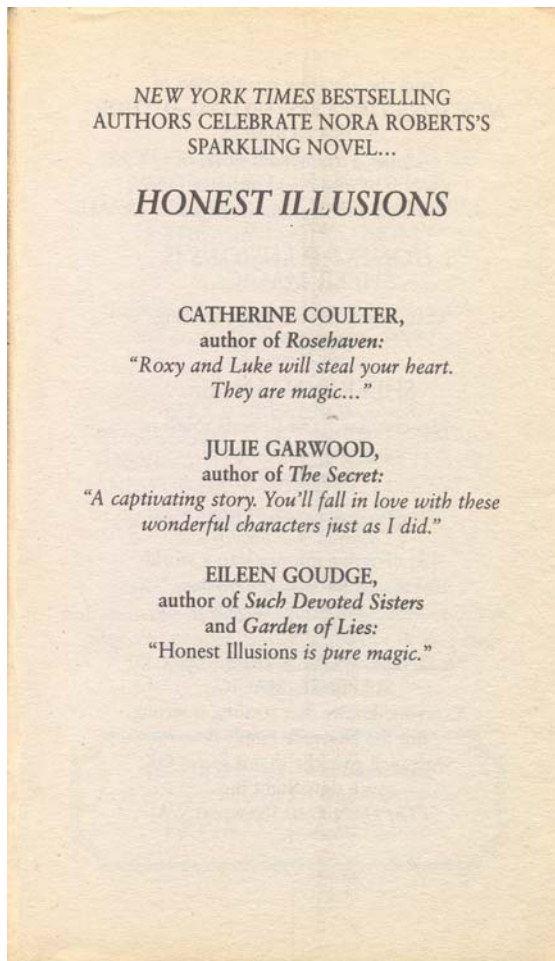 NEW YORK TIMES BESTSELLING
AUTHORS CELEBRATE NORA ROBERTS'S
SPARKLING NOVEL...
HONEST ILLUSIONS
CATHERINE COULTER,
author of Rosehaven:
"Roxy and Luke will steal your heart.
They are magic..."
JULIE GARWOOD,
author of The Secret:
"A captivating story. You'll fall in love with these
wonderful characters just as I did."
EILEEN GOUDGE,
author of Such Devoted Sisters
and Garden of Lies:
"Honest Illusions is pure magic."